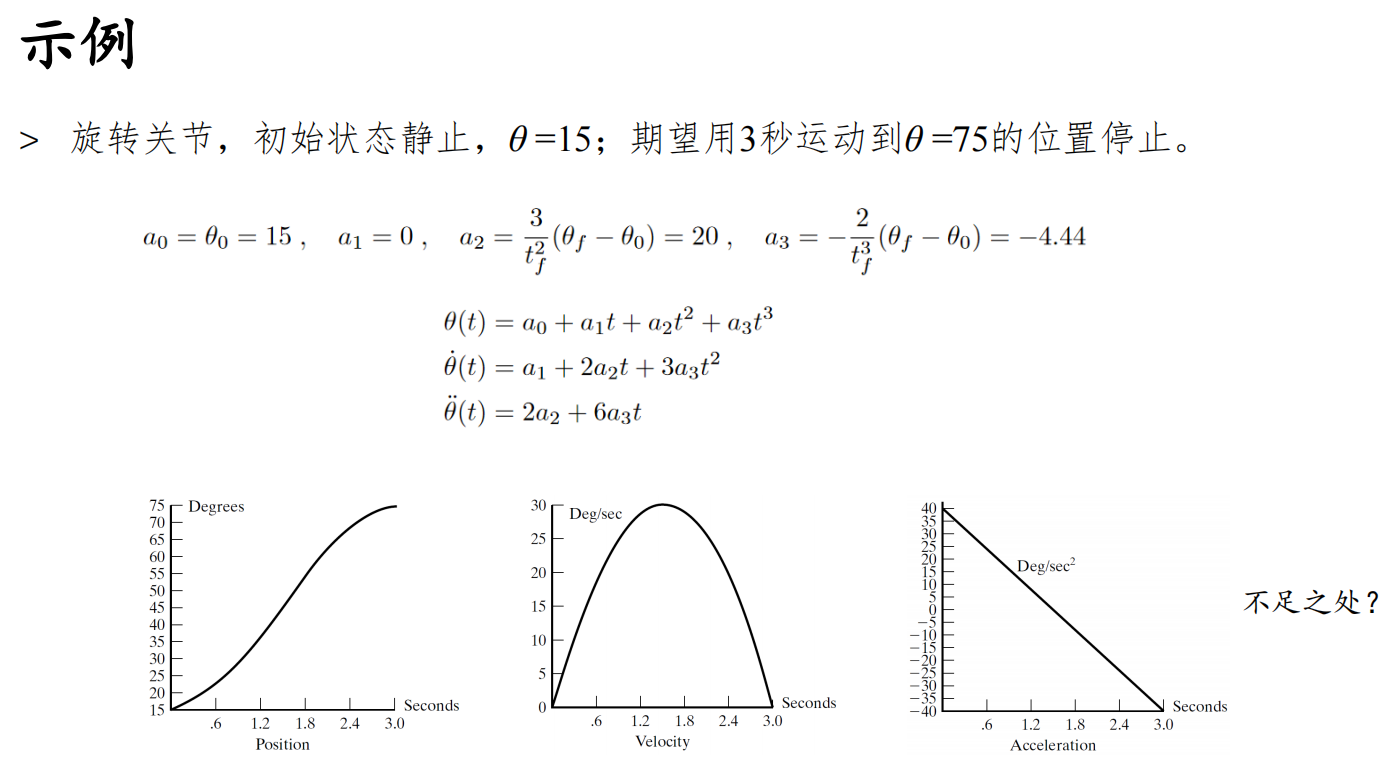 示例
> 旋转关节，初始状态静止，θ=15；期望用3秒运动到θ=75的位置停止。
a₀ = θ₀ = 15 , a₁ = 0 , a₂ = 3/t_f² (θ_f − θ₀) = 20 , a₃ = −2/t_f³ (θ_f − θ₀) = −4.44
θ(t) = a₀ + a₁t + a₂t² + a₃t³
θ̇(t) = a₁ + 2a₂t + 3a₃t²
θ̈(t) = 2a₂ + 6a₃t
75 Degrees
70
65
60
55
50
45
40
35
30
25
20
15
.6 1.2 1.8 2.4 3.0 Seconds
Position
30
Deg/sec
25
20
15
10
5
0
.6 1.2 1.8 2.4 3.0 Seconds
Velocity
40
35
30
25
20
15
10
5
0
−5
−10
−15
−20
−25
−30
−35
−40
Deg/sec²
.6 1.2 1.8 2.4 3.0 Seconds
Acceleration
不足之处？